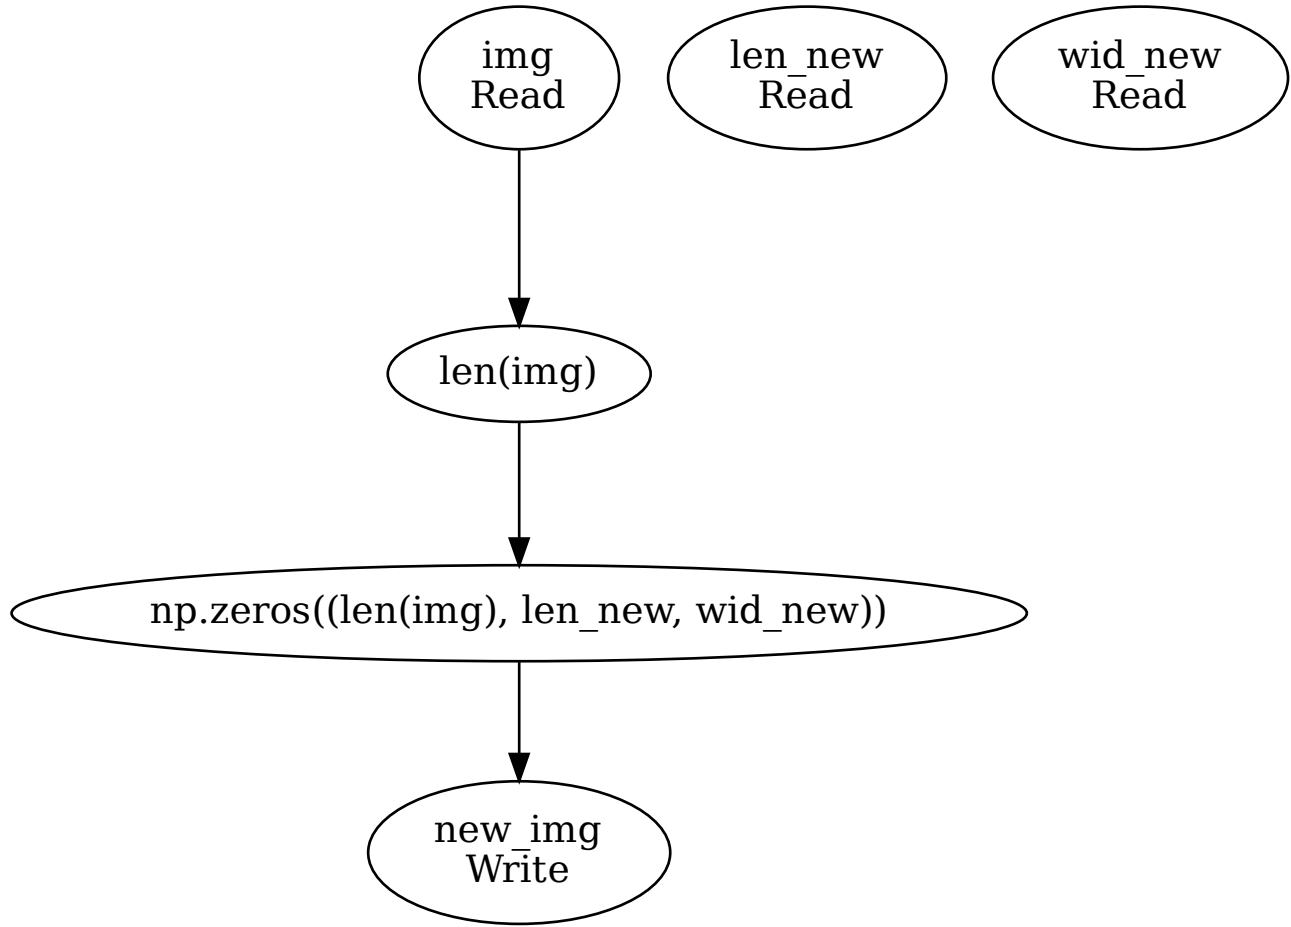 img
Read
len_new
Read
wid_new
Read
len(img)
np.zeros((len(img), len_new, wid_new))
new_img
Write